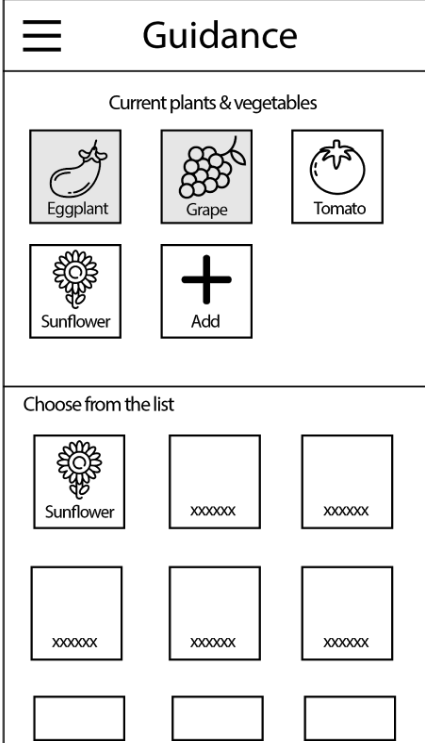 Guidance
Current plants & vegetables
Eggplant Grape Tomato
Sunflower Add
Choose from the list
Sunflower xxxxxx xxxxxx
xxxxxx xxxxxx xxxxxx